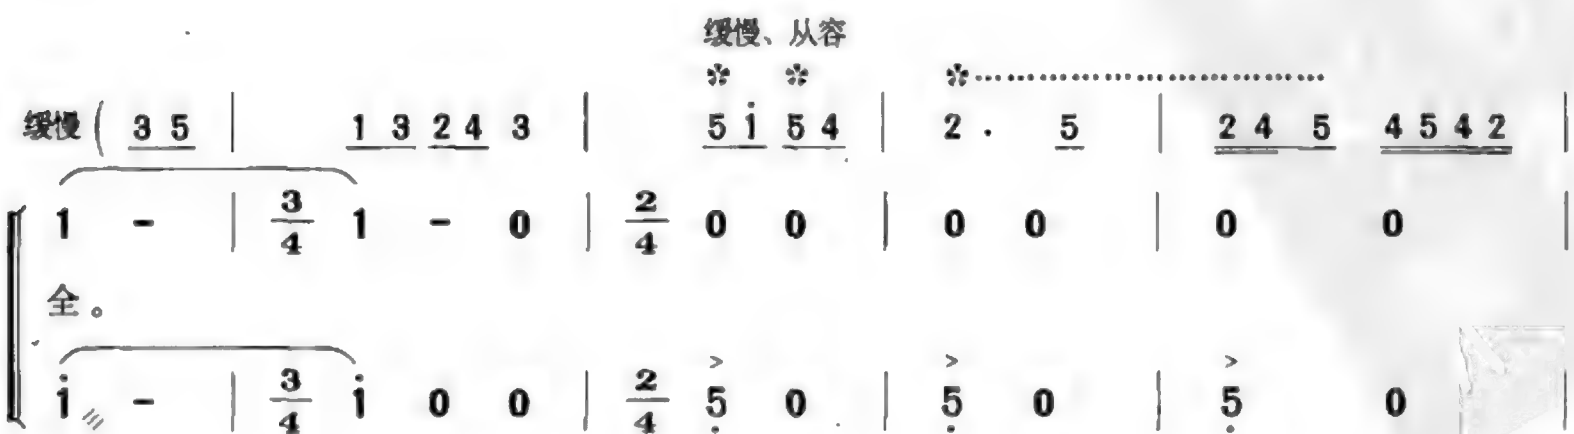 缓慢、从容
* *  *…………………………
缓慢 ( 3 5 | 1 3 2 4 3 | 5 i̇ 5 4 | 2 . 5 | 2 4 5 4 5 4 2 |
1 - | 3/4 1 - 0 | 2/4 0 0 | 0 0 | 0 0 |
全。
> > >
i̇ - | 3/4 i̇ 0 0 | 2/4 5̣ 0 | 5̣ 0 | 5̣ 0 |